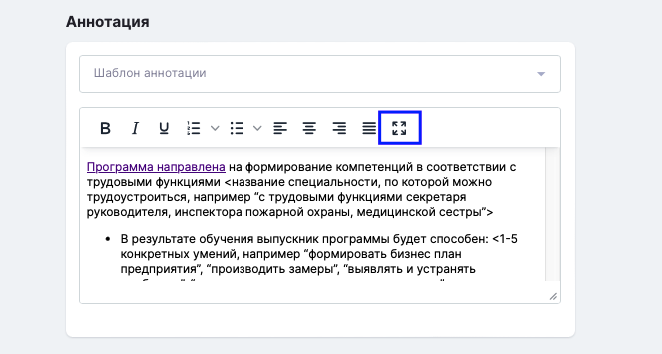 Аннотация
Шаблон аннотации
B I U
Программа направлена на формирование компетенций в соответствии с
трудовыми функциями <название специальности, по которой можно
трудоустроиться, например “с трудовыми функциями секретаря
руководителя, инспектора пожарной охраны, медицинской сестры”>
• В результате обучения выпускник программы будет способен: <1-5
конкретных умений, например “формировать бизнес план
предприятия”, “производить замеры”, “выявлять и устранять